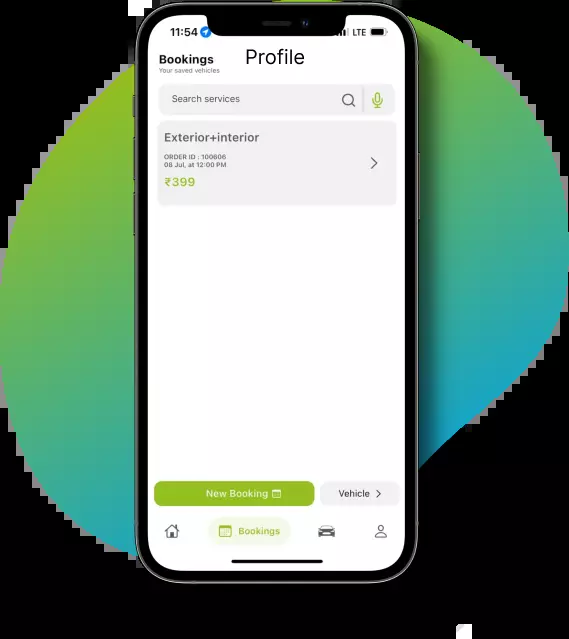 11:54 LTE
Profile
Bookings
Your saved vehicles
Search services
Exterior+interior
ORDER ID : 100606
06 Jul, at 12:00 PM
₹399
New Booking
Vehicle
Bookings